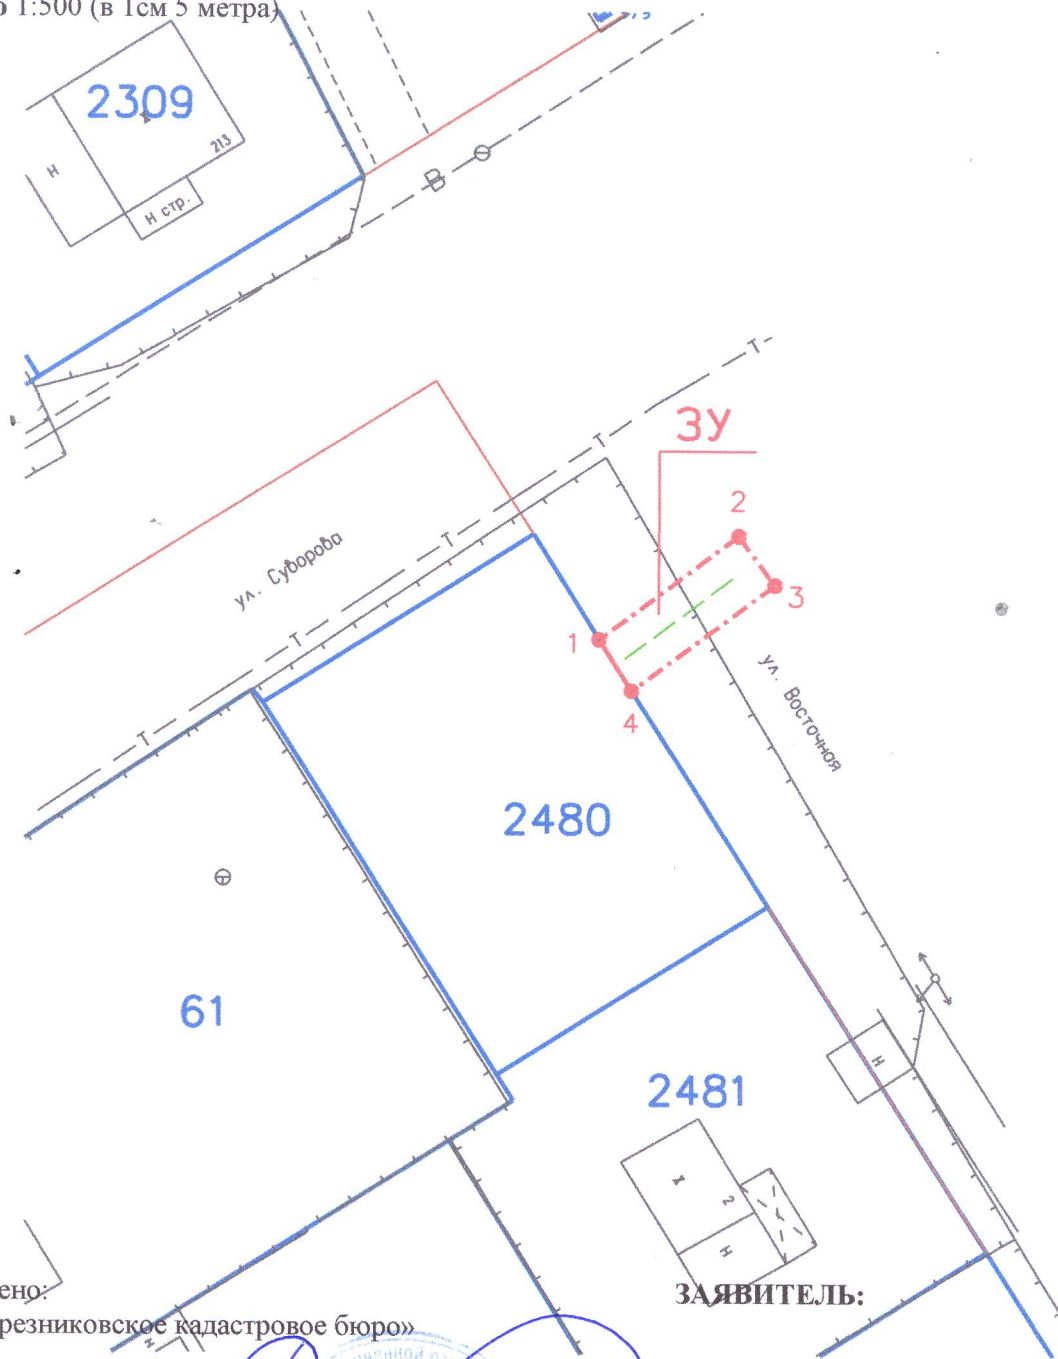 о 1:500 (в 1см 5 метра)
2309
213
Н
Н стр.
В
Т
ЗУ
Т
2
ул. Суворова
Т
3
Т
1
ул. Восточная
4
Т
2480
61
Н
2481
2
Н
ено:
ЗАЯВИТЕЛЬ:
резниковское кадастровое бюро»
Н